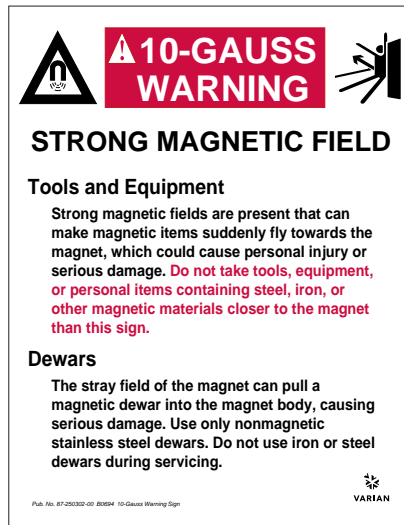 10-GAUSS
WARNING
STRONG MAGNETIC FIELD
Tools and Equipment
Strong magnetic fields are present that can
make magnetic items suddenly fly towards the
magnet, which could cause personal injury or
serious damage. Do not take tools, equipment,
or personal items containing steel, iron, or
other magnetic materials closer to the magnet
than this sign.
Dewars
The stray field of the magnet can pull a
magnetic dewar into the magnet body, causing
serious damage. Use only nonmagnetic
stainless steel dewars. Do not use iron or steel
dewars during servicing.
VARIAN
Pub. No. 87-250302-00 B0694 10-Gauss Warning Sign